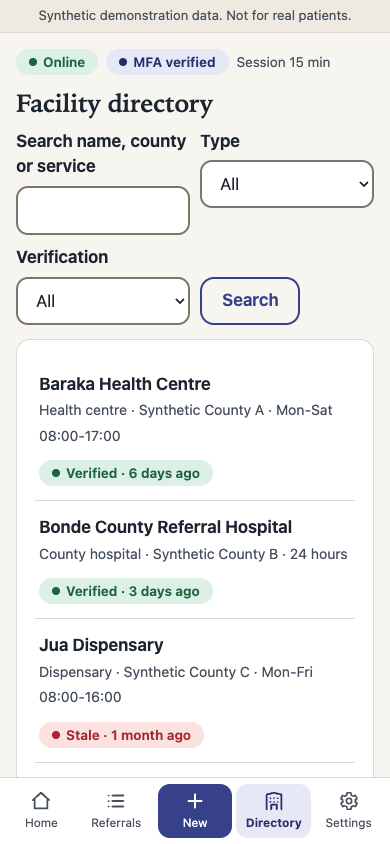 Synthetic demonstration data. Not for real patients.
Online MFA verified Session 15 min
Facility directory
Search name, county or service
Type
All
Verification
All
Search
Baraka Health Centre
Health centre · Synthetic County A · Mon-Sat
08:00-17:00
Verified · 6 days ago
Bonde County Referral Hospital
County hospital · Synthetic County B · 24 hours
Verified · 3 days ago
Jua Dispensary
Dispensary · Synthetic County C · Mon-Fri
08:00-16:00
Stale · 1 month ago
Home Referrals New Directory Settings